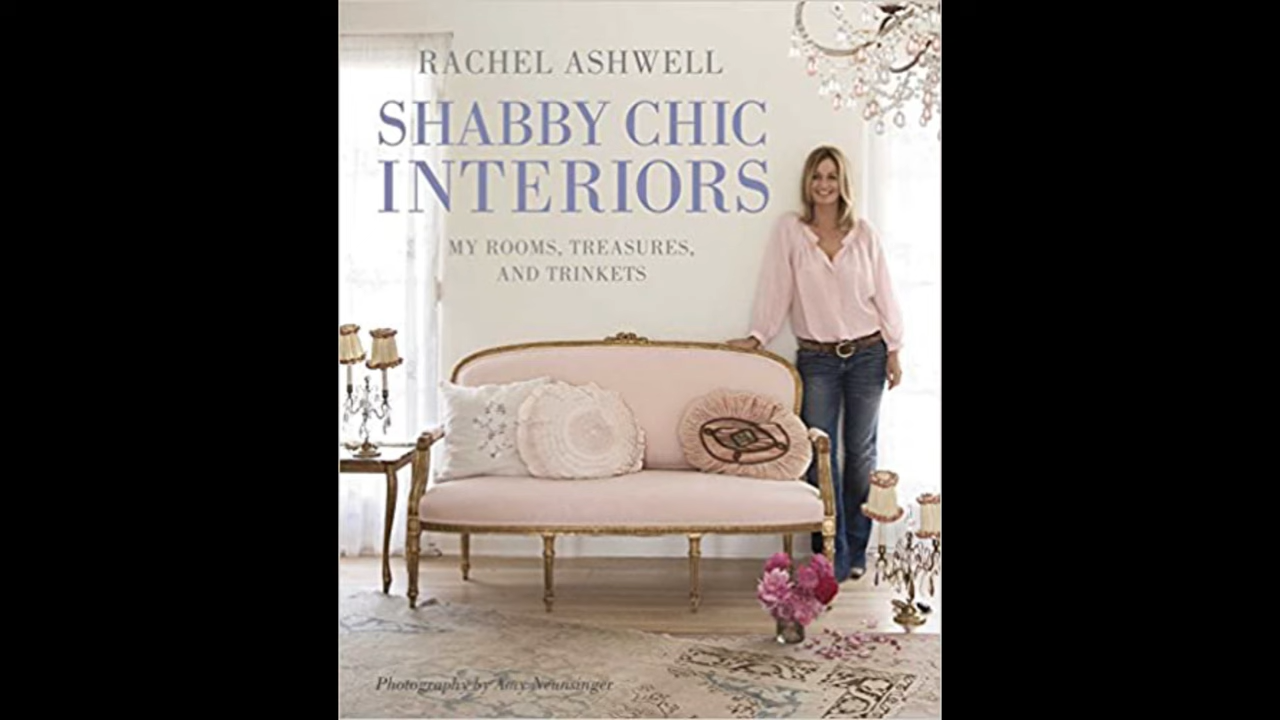 RACHEL ASHWELL
SHABBY CHIC
INTERIORS
MY ROOMS, TREASURES,
AND TRINKETS
Photography by Amy Neunsinger